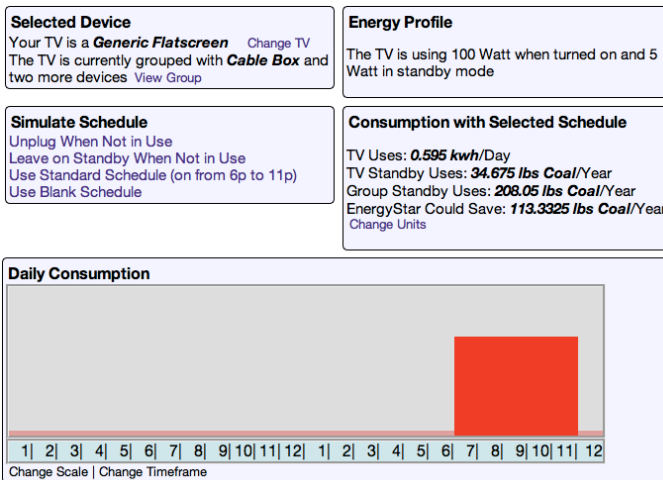 Selected Device
Your TV is a Generic Flatscreen Change TV
The TV is currently grouped with Cable Box and
two more devices View Group
Energy Profile
The TV is using 100 Watt when turned on and 5
Watt in standby mode
Simulate Schedule
Unplug When Not in Use
Leave on Standby When Not in Use
Use Standard Schedule (on from 6p to 11p)
Use Blank Schedule
Consumption with Selected Schedule
TV Uses: 0.595 kwh/Day
TV Standby Uses: 34.675 lbs Coal/Year
Group Standby Uses: 208.05 lbs Coal/Year
EnergyStar Could Save: 113.3325 lbs Coal/Year
Change Units
Daily Consumption
1| 2| 3| 4| 5| 6| 7| 8| 9| 10| 11| 12| 1| 2| 3| 4| 5| 6| 7| 8| 9| 10| 11| 12
Change Scale | Change Timeframe